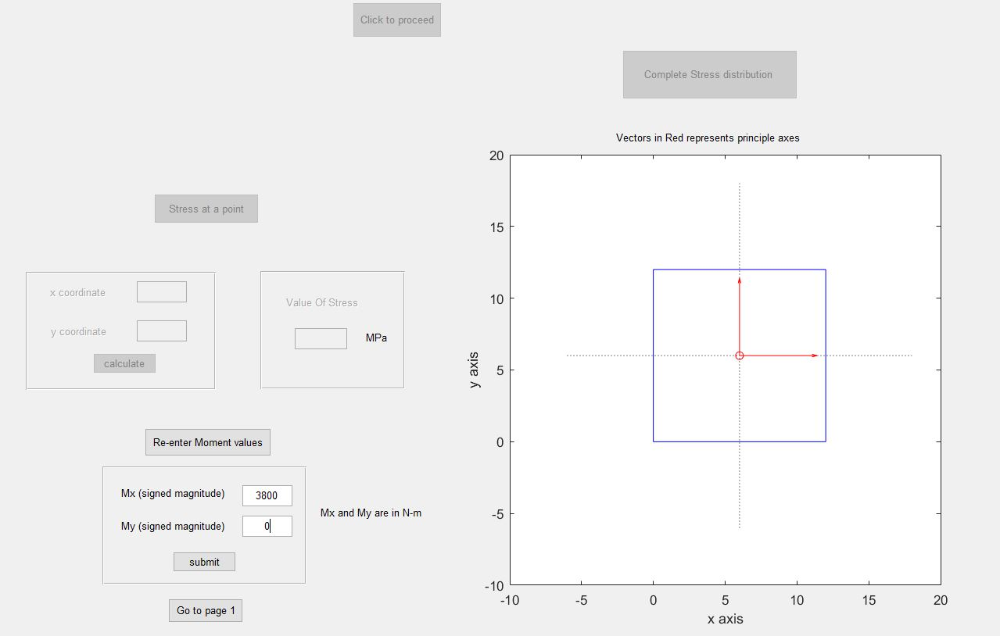 Click to proceed
Complete Stress distribution
Stress at a point
x coordinate
y coordinate
calculate
Value Of Stress
MPa
Re-enter Moment values
Mx (signed magnitude) 3800
My (signed magnitude) 0
submit
Mx and My are in N-m
Go to page 1
Vectors in Red represents principle axes
20
15
10
5
0
-5
-10
y axis
-10 -5 0 5 10 15 20
x axis